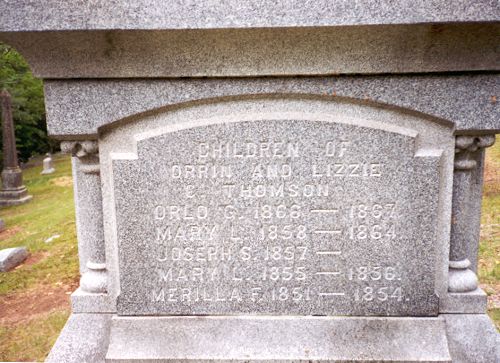 CHILDREN OF
ORRIN AND LIZZIE
C THOMSON
ORLO G. 1866 — 1867.
MARY L. 1858 — 1864.
JOSEPH S. 1857 —
MARY L. 1855 — 1856.
MERILLA F. 1851 — 1854.